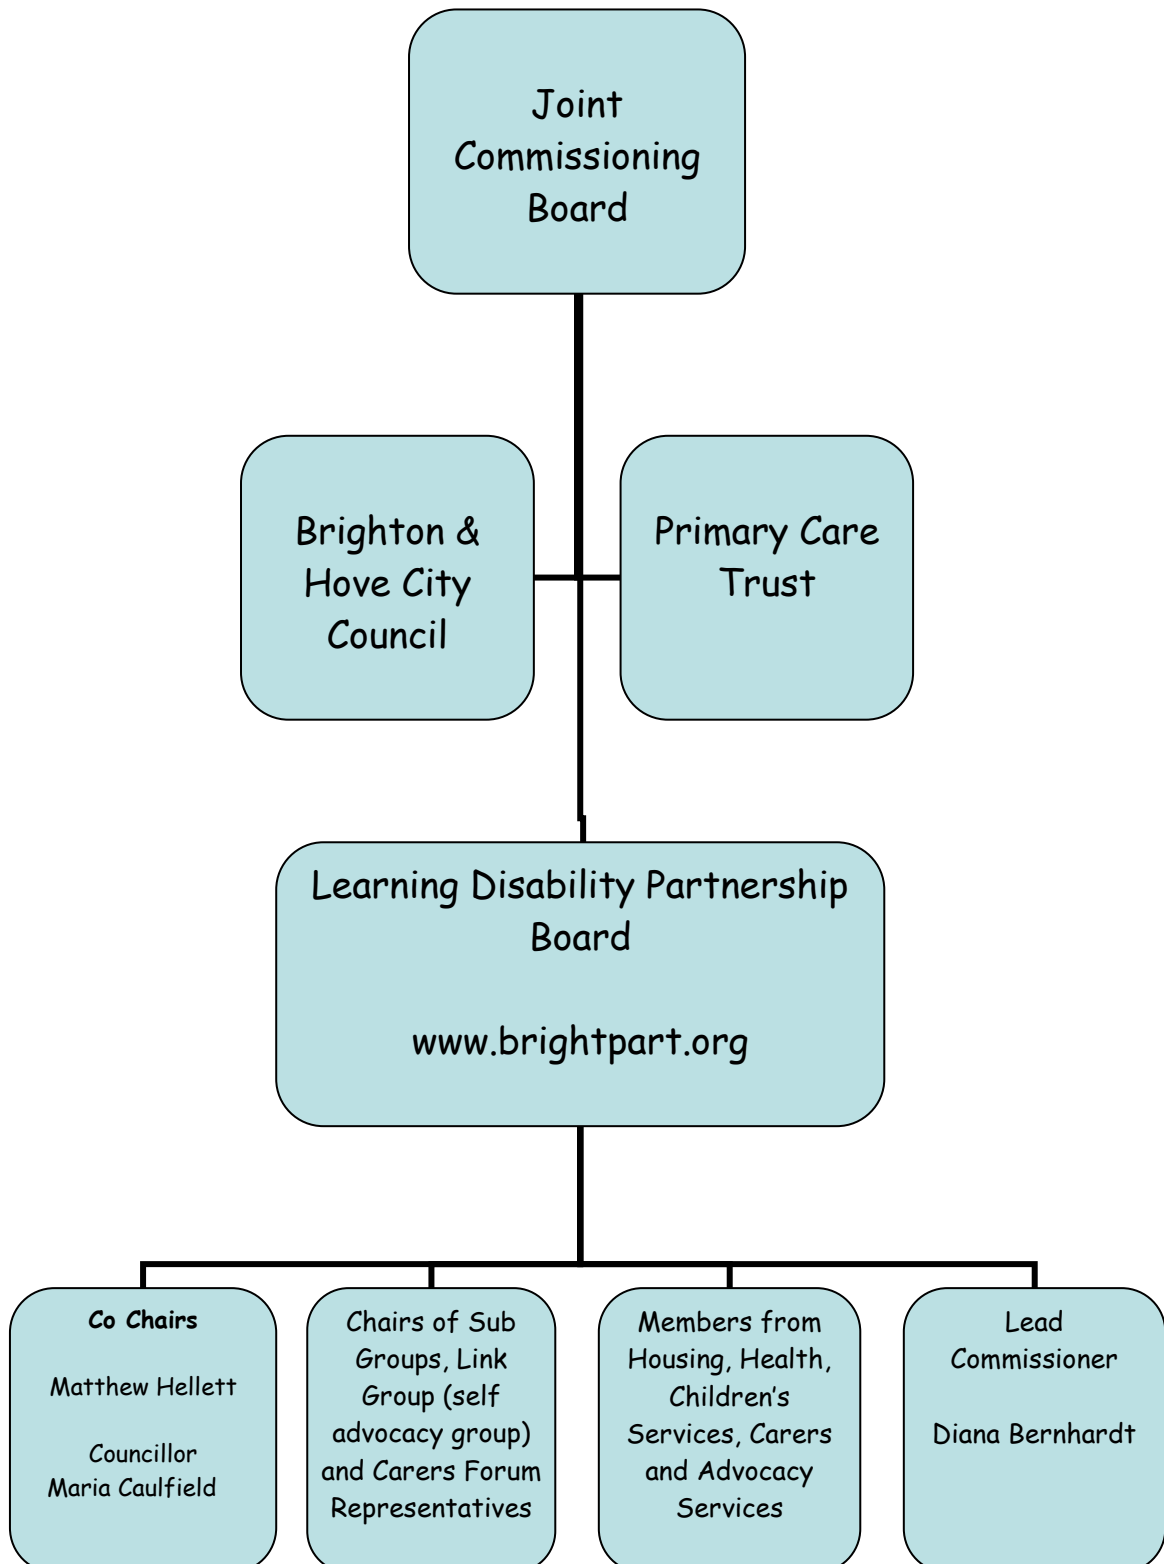 Joint
Commissioning
Board
Brighton &
Hove City
Council
Primary Care
Trust
Learning Disability Partnership
Board
www.brightpart.org
Co Chairs
Matthew Hellett
Councillor
Maria Caulfield
Chairs of Sub
Groups, Link
Group (self
advocacy group)
and Carers Forum
Representatives
Members from
Housing, Health,
Children’s
Services, Carers
and Advocacy
Services
Lead
Commissioner
Diana Bernhardt